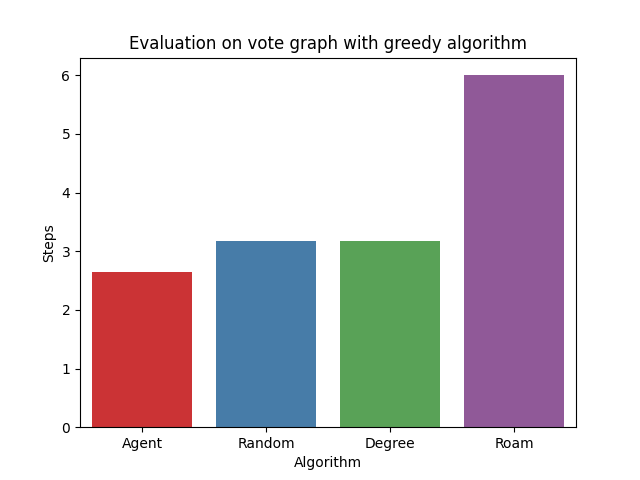 Evaluation on vote graph with greedy algorithm
6
5
4
3
2
1
0
Steps
Agent Random Degree Roam
Algorithm